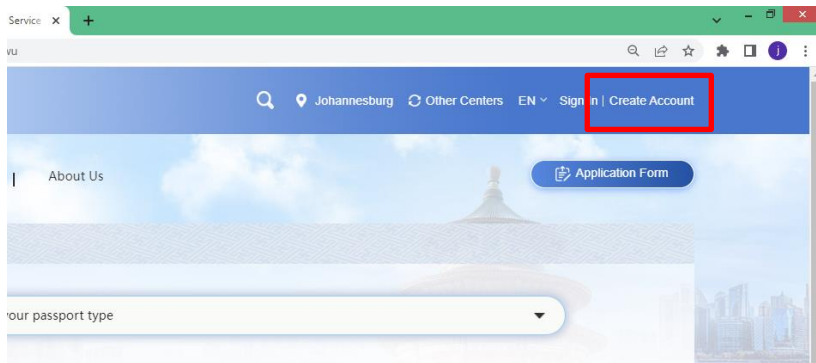 Service
vu
j
Johannesburg Other Centers EN Sign In | Create Account
About Us
Application Form
our passport type